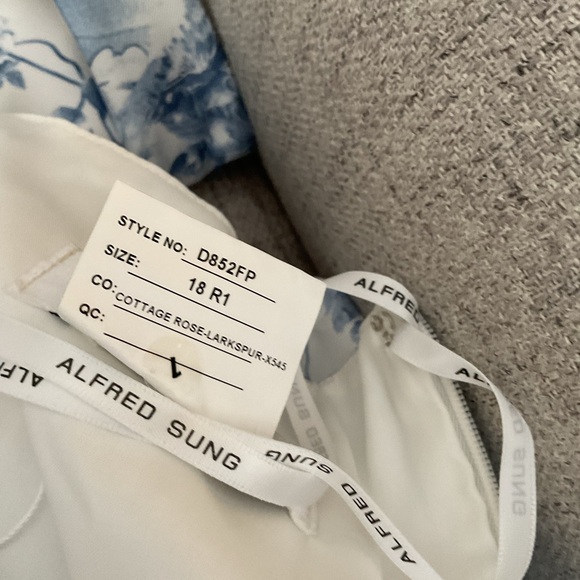 STYLE NO: D852FP
SIZE: 18 R1
CO: COTTAGE ROSE-LARKSPUR-X545
QC: 1
ALFRED SUNG
ALFRED
ALFRED SUNG
SUNG
ALFRED SUNG